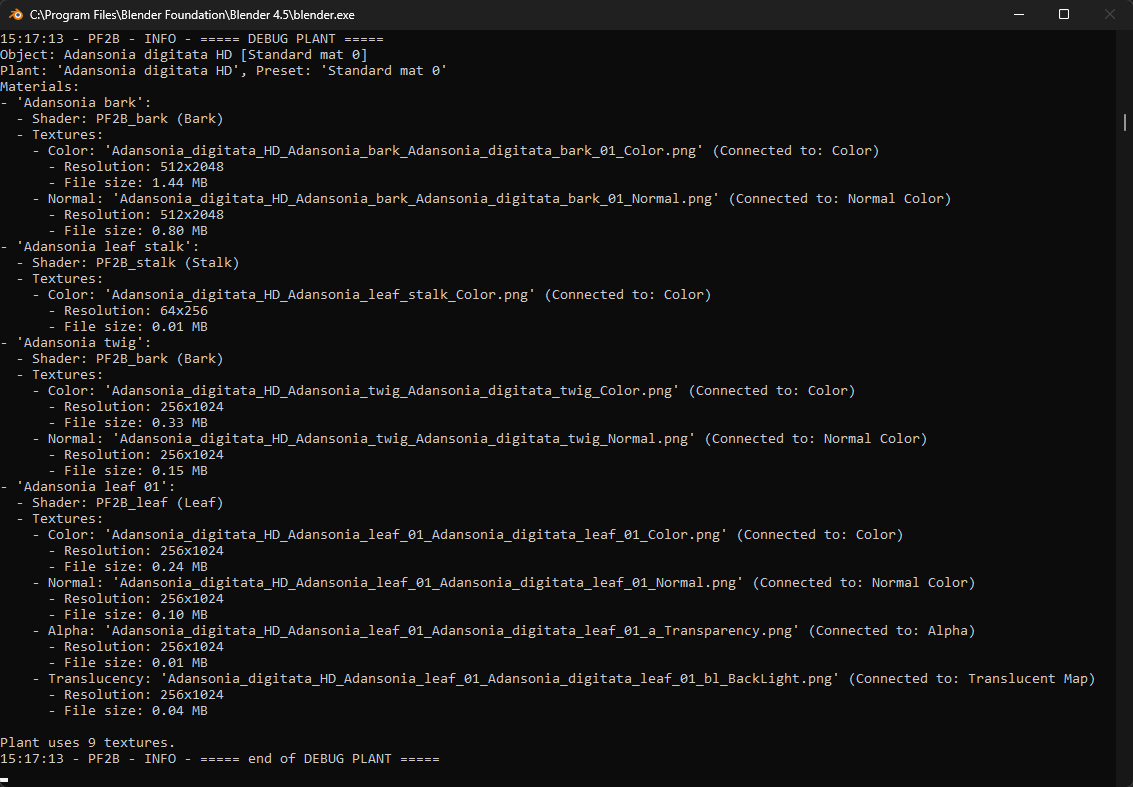 C:\Program Files\Blender Foundation\Blender 4.5\blender.exe
15:17:13 - PF2B - INFO - ===== DEBUG PLANT =====
Object: Adansonia digitata HD [Standard mat 0]
Plant: 'Adansonia digitata HD', Preset: 'Standard mat 0'
Materials:
- 'Adansonia bark':
  - Shader: PF2B_bark (Bark)
  - Textures:
    - Color: 'Adansonia_digitata_HD_Adansonia_bark_Adansonia_digitata_bark_01_Color.png' (Connected to: Color)
      - Resolution: 512x2048
      - File size: 1.44 MB
    - Normal: 'Adansonia_digitata_HD_Adansonia_bark_Adansonia_digitata_bark_01_Normal.png' (Connected to: Normal Color)
      - Resolution: 512x2048
      - File size: 0.80 MB
- 'Adansonia leaf stalk':
  - Shader: PF2B_stalk (Stalk)
  - Textures:
    - Color: 'Adansonia_digitata_HD_Adansonia_leaf_stalk_Color.png' (Connected to: Color)
      - Resolution: 64x256
      - File size: 0.01 MB
- 'Adansonia twig':
  - Shader: PF2B_bark (Bark)
  - Textures:
    - Color: 'Adansonia_digitata_HD_Adansonia_twig_Adansonia_digitata_twig_Color.png' (Connected to: Color)
      - Resolution: 256x1024
      - File size: 0.33 MB
    - Normal: 'Adansonia_digitata_HD_Adansonia_twig_Adansonia_digitata_twig_Normal.png' (Connected to: Normal Color)
      - Resolution: 256x1024
      - File size: 0.15 MB
- 'Adansonia leaf 01':
  - Shader: PF2B_leaf (Leaf)
  - Textures:
    - Color: 'Adansonia_digitata_HD_Adansonia_leaf_01_Adansonia_digitata_leaf_01_Color.png' (Connected to: Color)
      - Resolution: 256x1024
      - File size: 0.24 MB
    - Normal: 'Adansonia_digitata_HD_Adansonia_leaf_01_Adansonia_digitata_leaf_01_Normal.png' (Connected to: Normal Color)
      - Resolution: 256x1024
      - File size: 0.10 MB
    - Alpha: 'Adansonia_digitata_HD_Adansonia_leaf_01_Adansonia_digitata_leaf_01_a_Transparency.png' (Connected to: Alpha)
      - Resolution: 256x1024
      - File size: 0.01 MB
    - Translucency: 'Adansonia_digitata_HD_Adansonia_leaf_01_Adansonia_digitata_leaf_01_bl_BackLight.png' (Connected to: Translucent Map)
      - Resolution: 256x1024
      - File size: 0.04 MB
Plant uses 9 textures.
15:17:13 - PF2B - INFO - ===== end of DEBUG PLANT =====